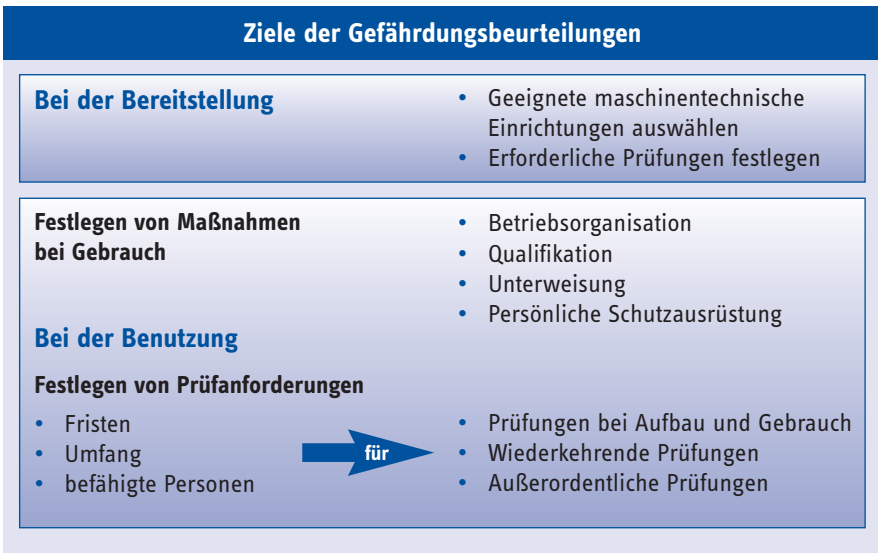 Ziele der Gefährdungsbeurteilungen
Bei der Bereitstellung
• Geeignete maschinentechnische
Einrichtungen auswählen
• Erforderliche Prüfungen festlegen
Festlegen von Maßnahmen
bei Gebrauch
• Betriebsorganisation
• Qualifikation
• Unterweisung
• Persönliche Schutzausrüstung
Bei der Benutzung
Festlegen von Prüfanforderungen
• Fristen
• Umfang
• befähigte Personen
für
• Prüfungen bei Aufbau und Gebrauch
• Wiederkehrende Prüfungen
• Außerordentliche Prüfungen